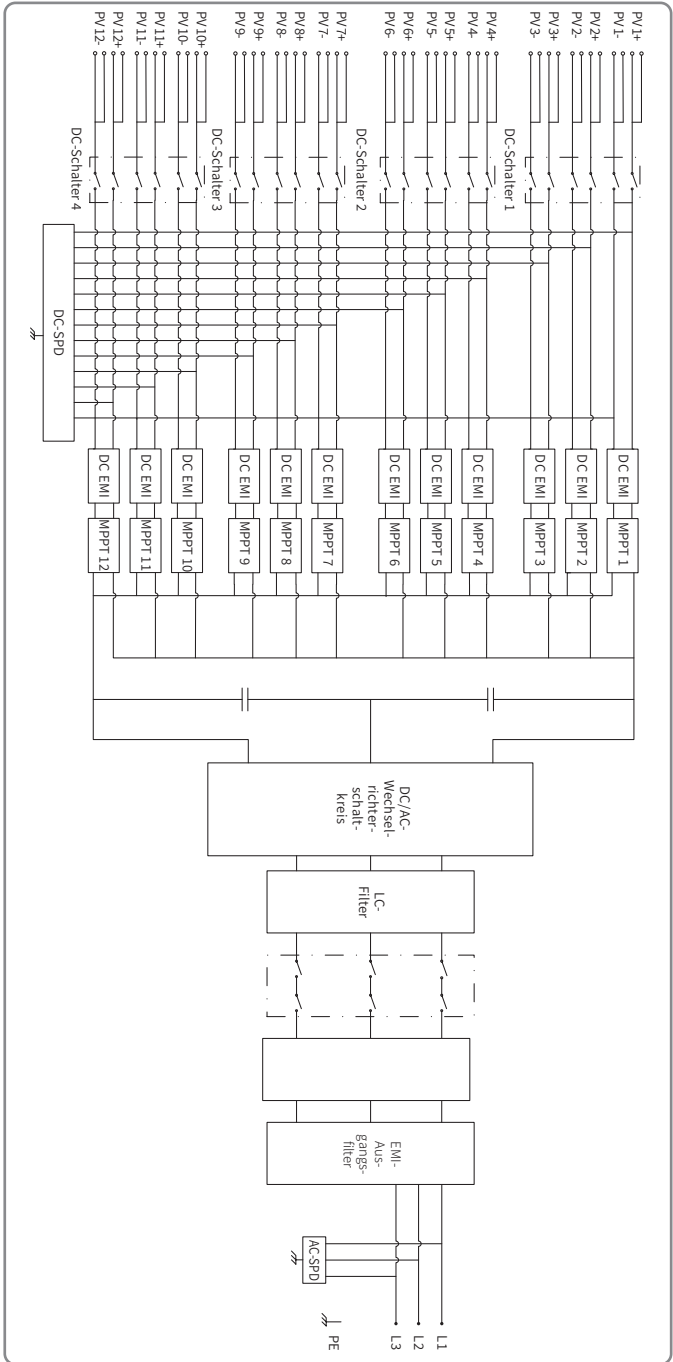 PV1+
PV1-
PV2+
PV2-
PV3+
PV3-
PV4+
PV4-
PV5+
PV5-
PV6+
PV6-
PV7+
PV7-
PV8+
PV8-
PV9+
PV9-
PV10+
PV10-
PV11+
PV11-
PV12+
PV12-
DC-Schalter 1
DC-Schalter 2
DC-Schalter 3
DC-Schalter 4
DC-SPD
DC EMI
DC EMI
DC EMI
DC EMI
DC EMI
DC EMI
DC EMI
DC EMI
DC EMI
DC EMI
DC EMI
DC EMI
MPPT 1
MPPT 2
MPPT 3
MPPT 4
MPPT 5
MPPT 6
MPPT 7
MPPT 8
MPPT 9
MPPT 10
MPPT 11
MPPT 12
DC/AC-
Wechsel-
richter-
schalt-
kreis
LC-
Filter
EMI-
Aus-
gangs-
filter
AC-SPD
L1
L2
L3
PE